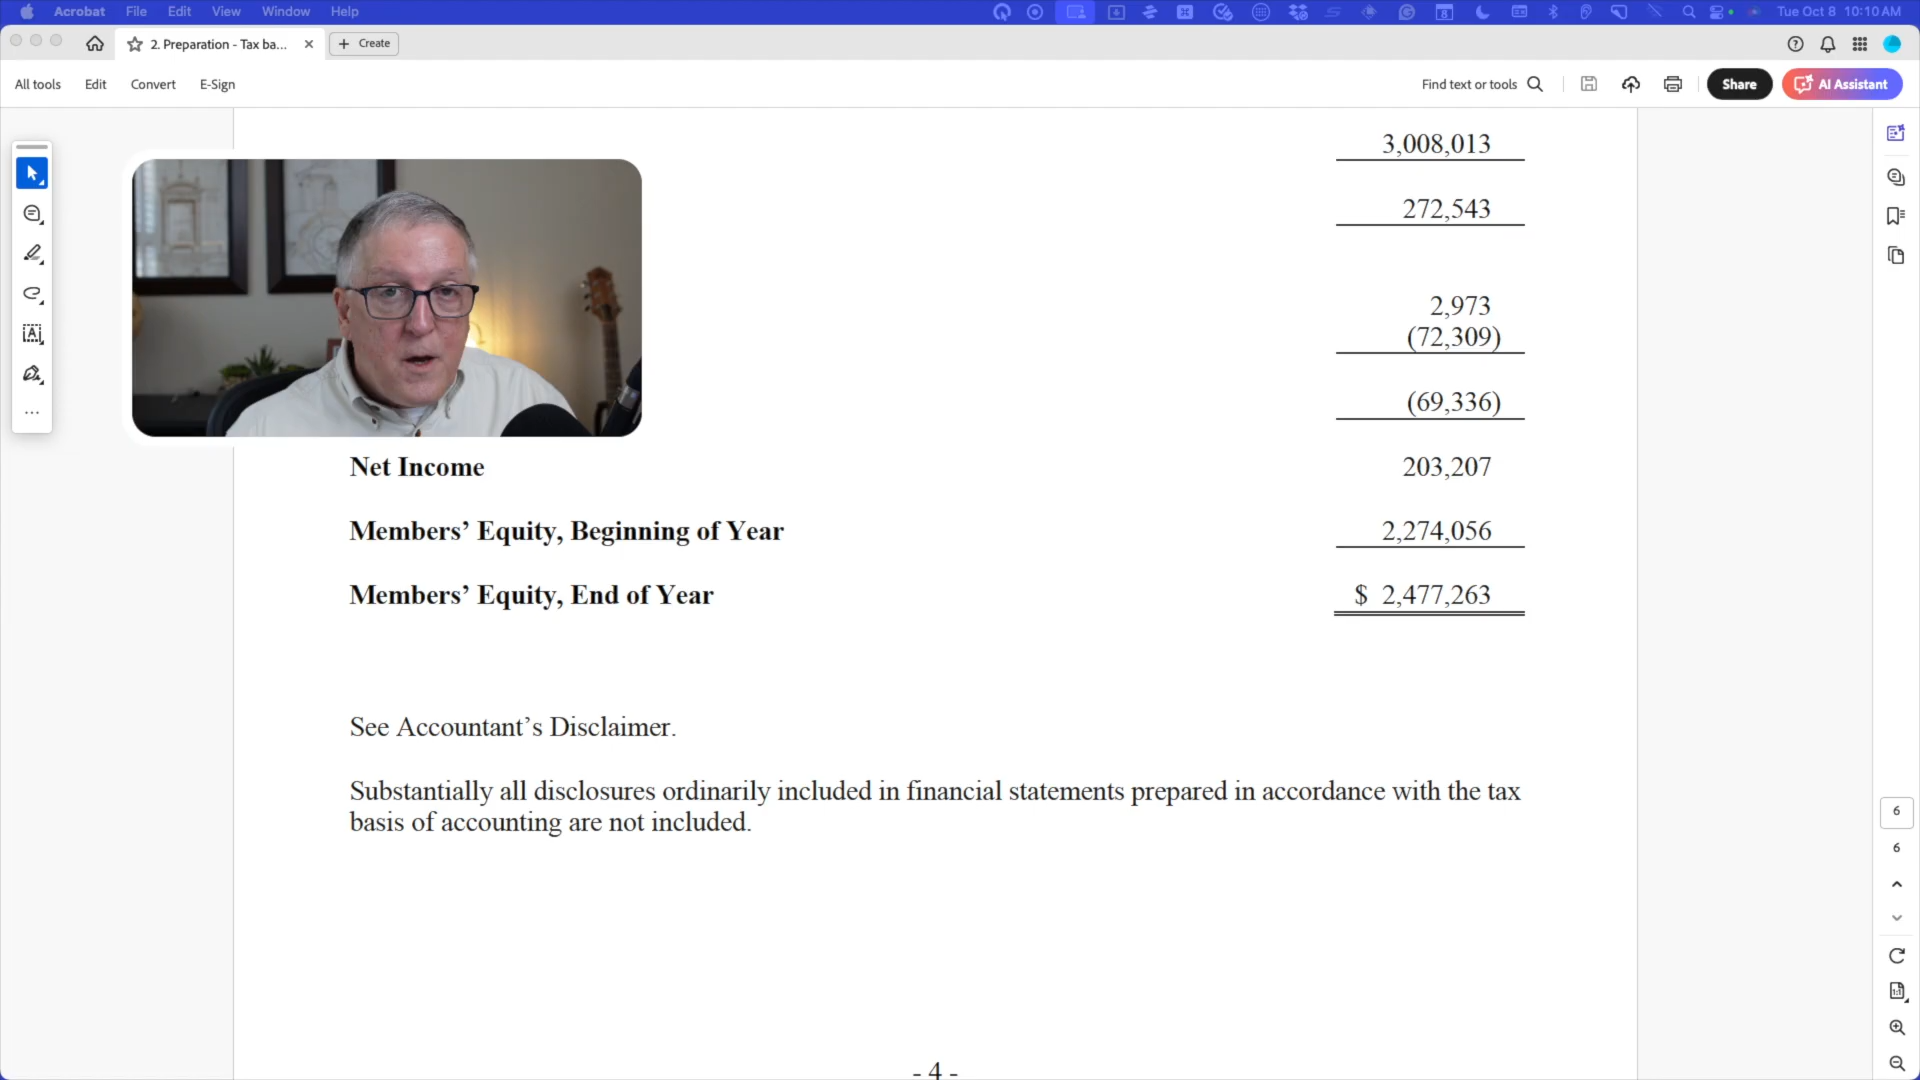 Acrobat File Edit View Window Help Tue Oct 8 10:10 AM
2. Preparation - Tax ba... Create
All tools Edit Convert E-Sign Find text or tools Share AI Assistant
3,008,013
272,543
2,973
(72,309)
(69,336)
Net Income 203,207
Members’ Equity, Beginning of Year 2,274,056
Members’ Equity, End of Year $ 2,477,263
See Accountant’s Disclaimer.
Substantially all disclosures ordinarily included in financial statements prepared in accordance with the tax
basis of accounting are not included.
6
6
- 4 -